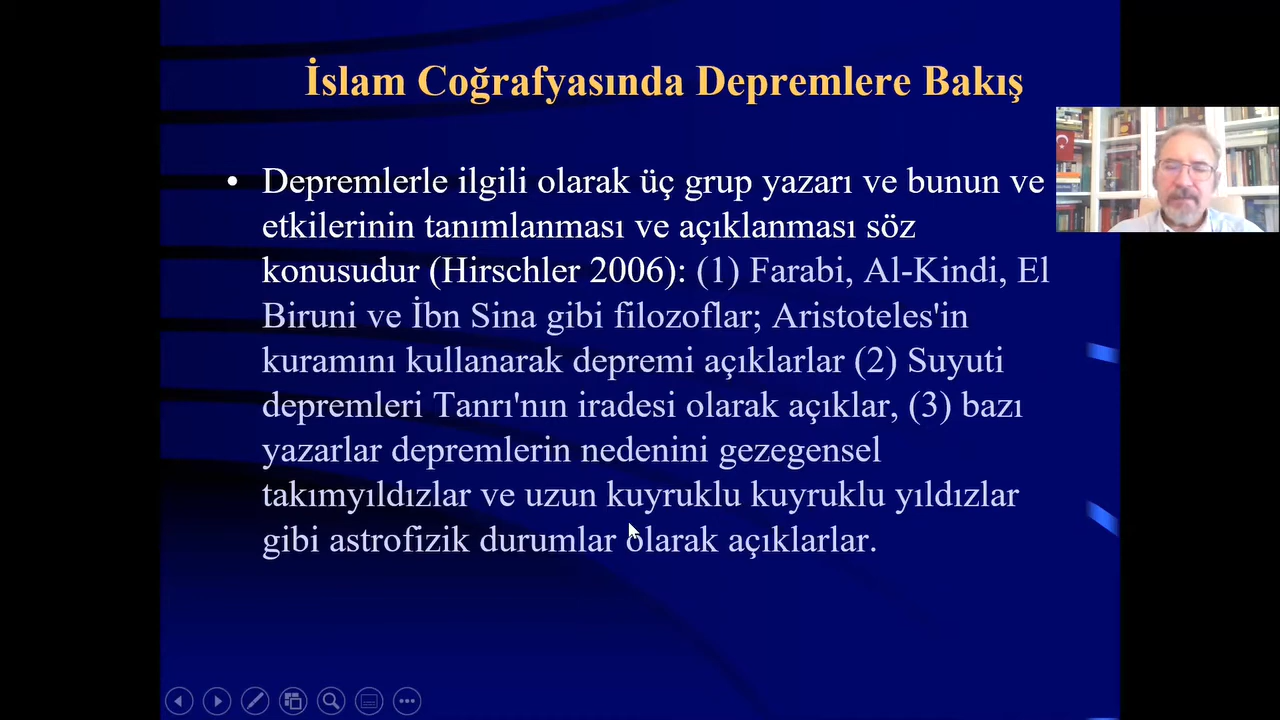 İslam Coğrafyasında Depremlere Bakış
• Depremlerle ilgili olarak üç grup yazarı ve bunun ve
etkilerinin tanımlanması ve açıklanması söz
konusudur (Hirschler 2006): (1) Farabi, Al-Kindi, El
Biruni ve İbn Sina gibi filozoflar; Aristoteles'in
kuramını kullanarak depremi açıklarlar (2) Suyuti
depremleri Tanrı'nın iradesi olarak açıklar, (3) bazı
yazarlar depremlerin nedenini gezegensel
takımyıldızlar ve uzun kuyruklu kuyruklu yıldızlar
gibi astrofizik durumlar olarak açıklarlar.